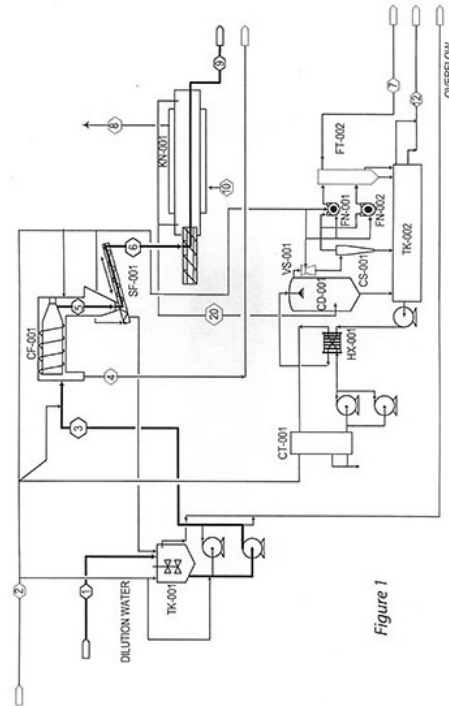 2
1
DILUTION WATER
TK-001
3
CF-001
5
4
SF-001
6
20
KN-001
8
9
10
VS-001
CD-001
CS-001
FN-001
FN-002
FT-002
HX-001
CT-001
TK-002
7
12
OVERFLOW
Figure 1